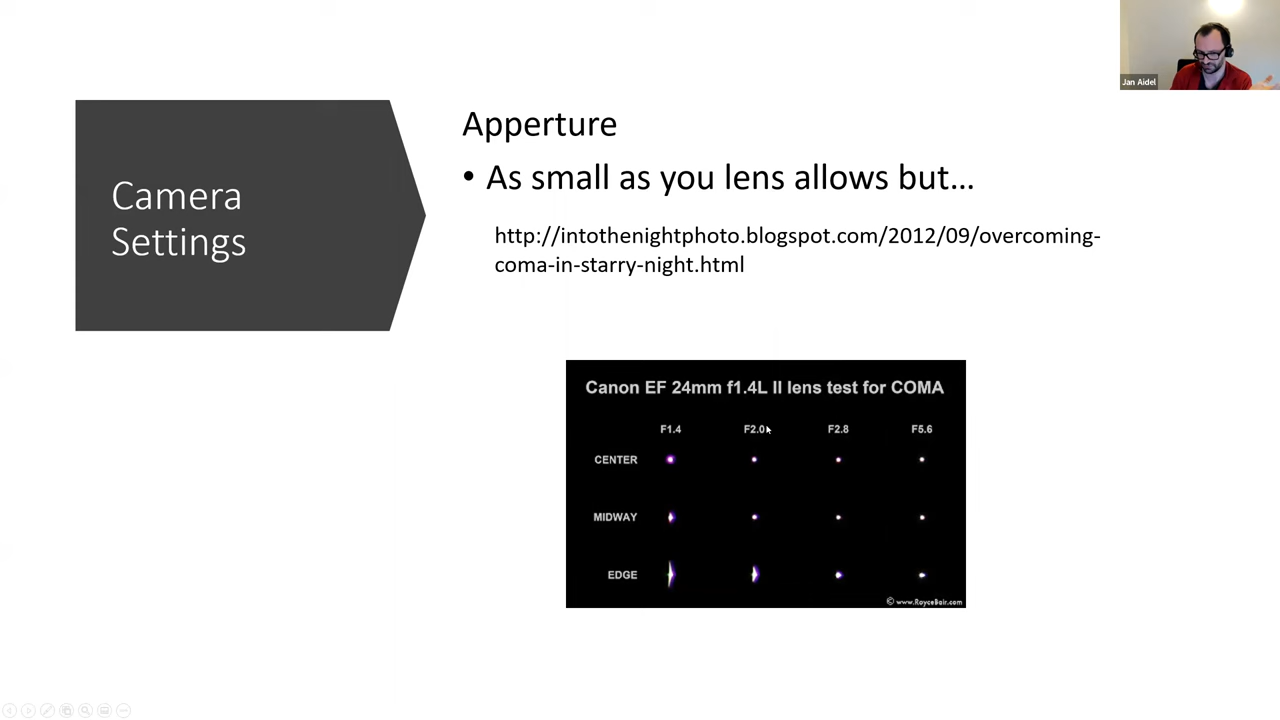 Jan Aidel
Camera
Settings
Apperture
• As small as you lens allows but...
http://intothenightphoto.blogspot.com/2012/09/overcoming-
coma-in-starry-night.html
Canon EF 24mm f1.4L II lens test for COMA
F1.4 F2.0 F2.8 F5.6
CENTER
MIDWAY
EDGE
© www.RoyceBair.com